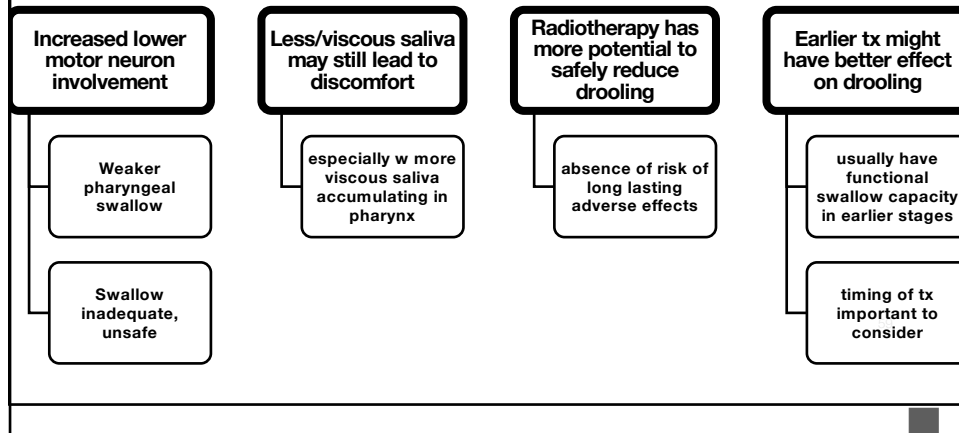 Increased lower
motor neuron
involvement
Weaker
pharyngeal
swallow
Swallow
inadequate,
unsafe
Less/viscous saliva
may still lead to
discomfort
especially w more
viscous saliva
accumulating in
pharynx
Radiotherapy has
more potential to
safely reduce
drooling
absence of risk of
long lasting
adverse effects
Earlier tx might
have better effect
on drooling
usually have
functional
swallow capacity
in earlier stages
timing of tx
important to
consider